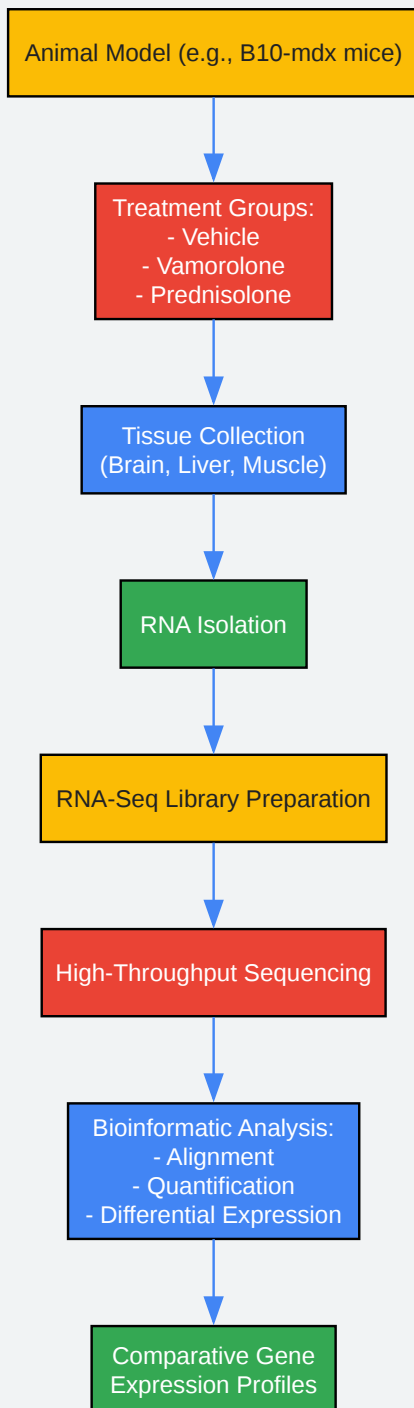 Animal Model (e.g., B10-mdx mice)
Treatment Groups:
- Vehicle
- Vamorolone
- Prednisolone
Tissue Collection
(Brain, Liver, Muscle)
RNA Isolation
RNA-Seq Library Preparation
High-Throughput Sequencing
Bioinformatic Analysis:
- Alignment
- Quantification
- Differential Expression
Comparative Gene
Expression Profiles